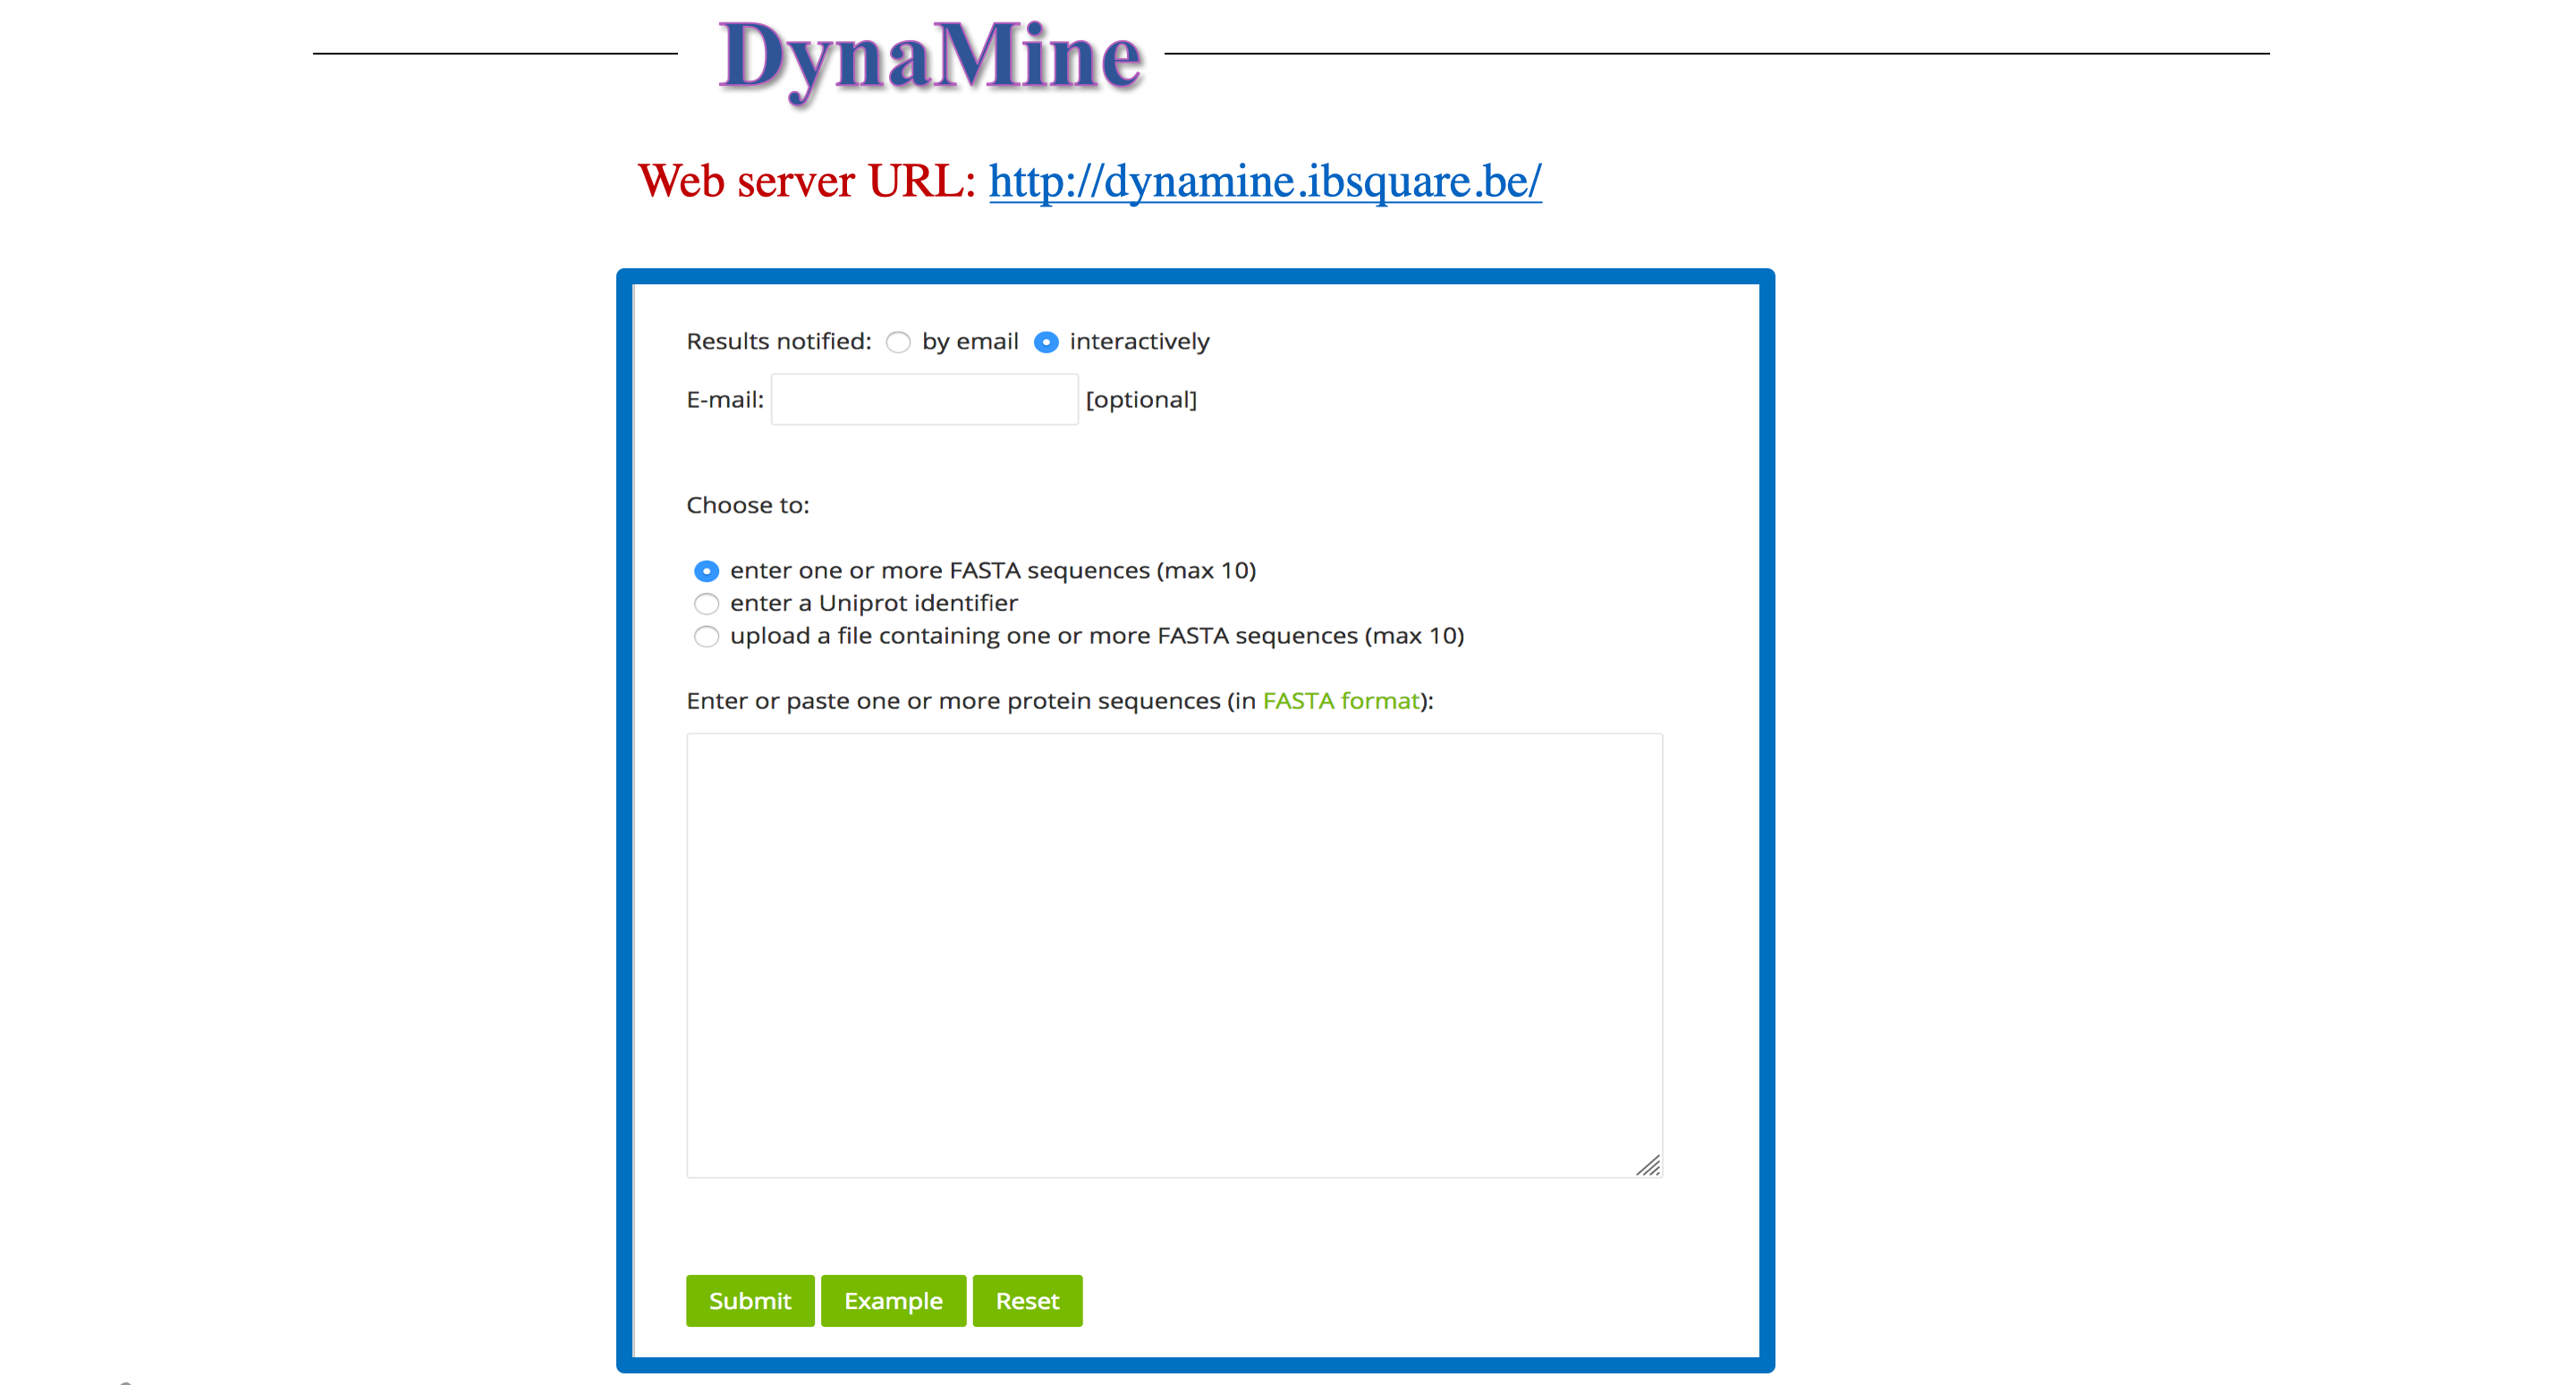 DynaMine
Web server URL: http://dynamine.ibsquare.be/
Results notified: by email interactively
E-mail: [optional]
Choose to:
enter one or more FASTA sequences (max 10)
enter a Uniprot identifier
upload a file containing one or more FASTA sequences (max 10)
Enter or paste one or more protein sequences (in FASTA format):
Submit Example Reset